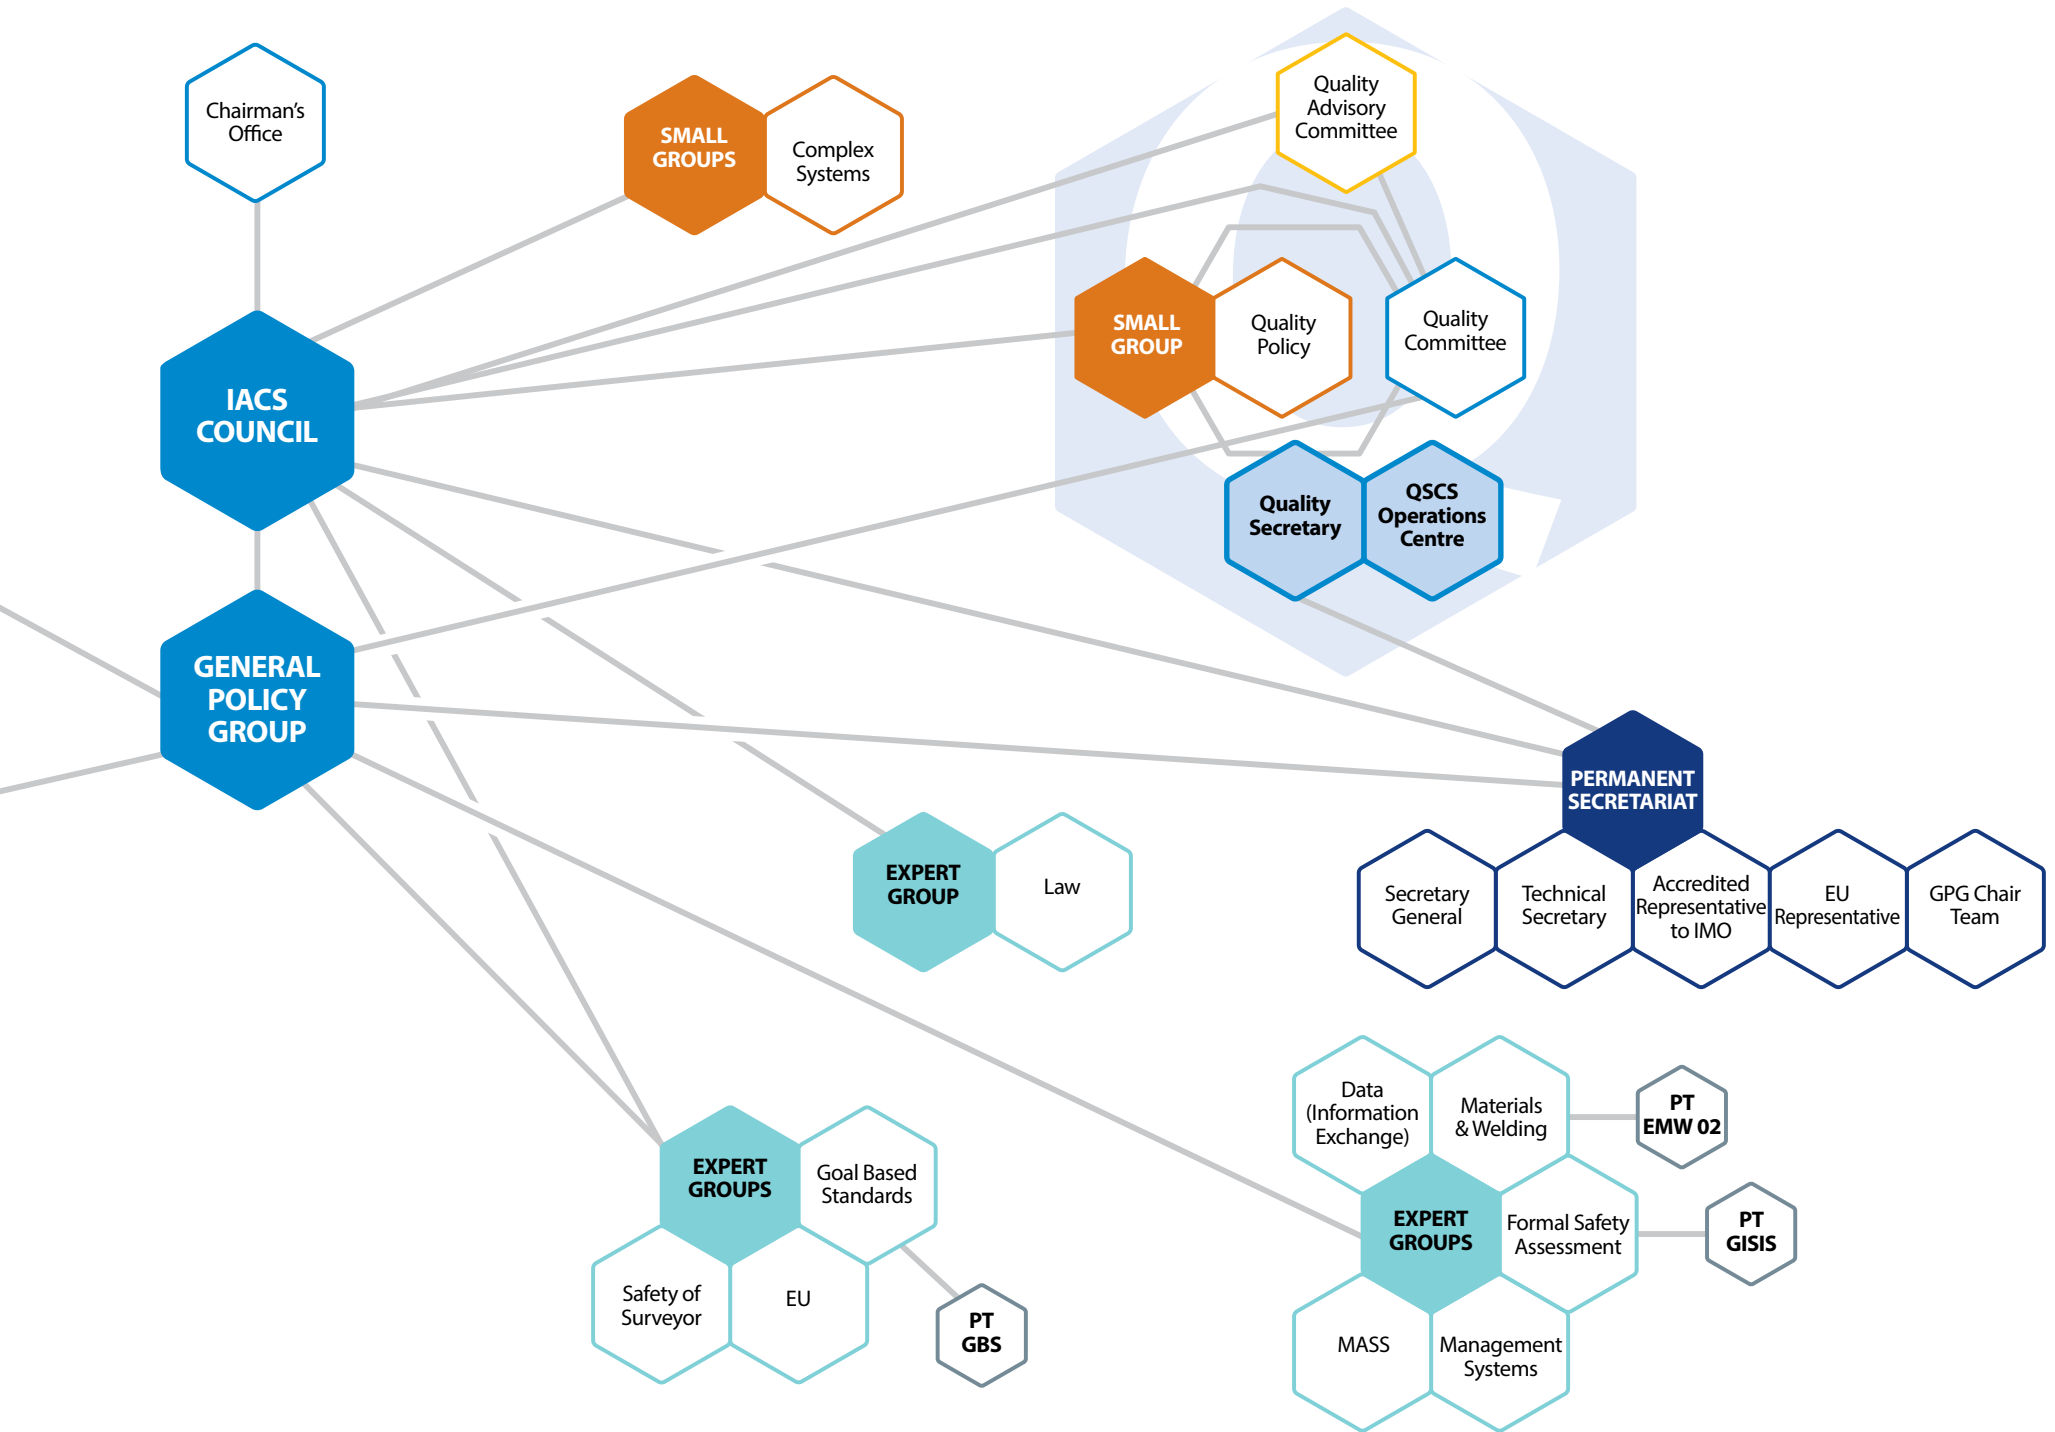 Chairman's
Office
SMALL
GROUPS
Complex
Systems
Quality
Advisory
Committee
SMALL
GROUP
Quality
Policy
Quality
Committee
IACS
COUNCIL
Quality
Secretary
QSCS
Operations
Centre
GENERAL
POLICY
GROUP
PERMANENT
SECRETARIAT
EXPERT
GROUP
Law
Secretary
General
Technical
Secretary
Accredited
Representative
to IMO
EU
Representative
GPG Chair
Team
Data
(Information
Exchange)
Materials
& Welding
PT
EMW 02
EXPERT
GROUPS
Goal Based
Standards
EXPERT
GROUPS
Formal Safety
Assessment
PT
GISIS
Safety of
Surveyor
EU
PT
GBS
MASS
Management
Systems